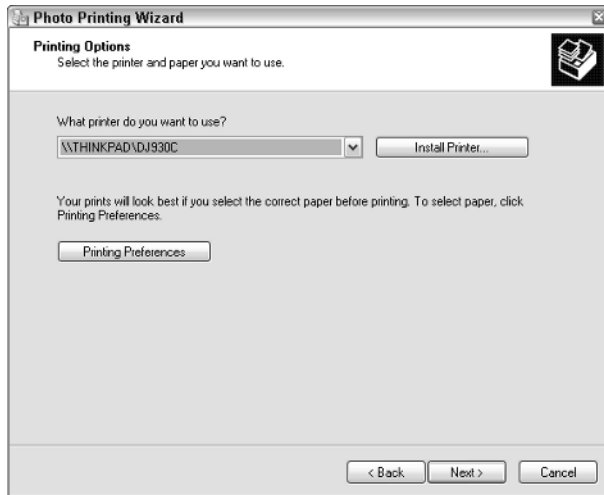 Photo Printing Wizard
Printing Options
Select the printer and paper you want to use.
What printer do you want to use?
\\THINKPAD\DJ930C
Install Printer...
Your prints will look best if you select the correct paper before printing. To select paper, click
Printing Preferences.
Printing Preferences
< Back
Next >
Cancel